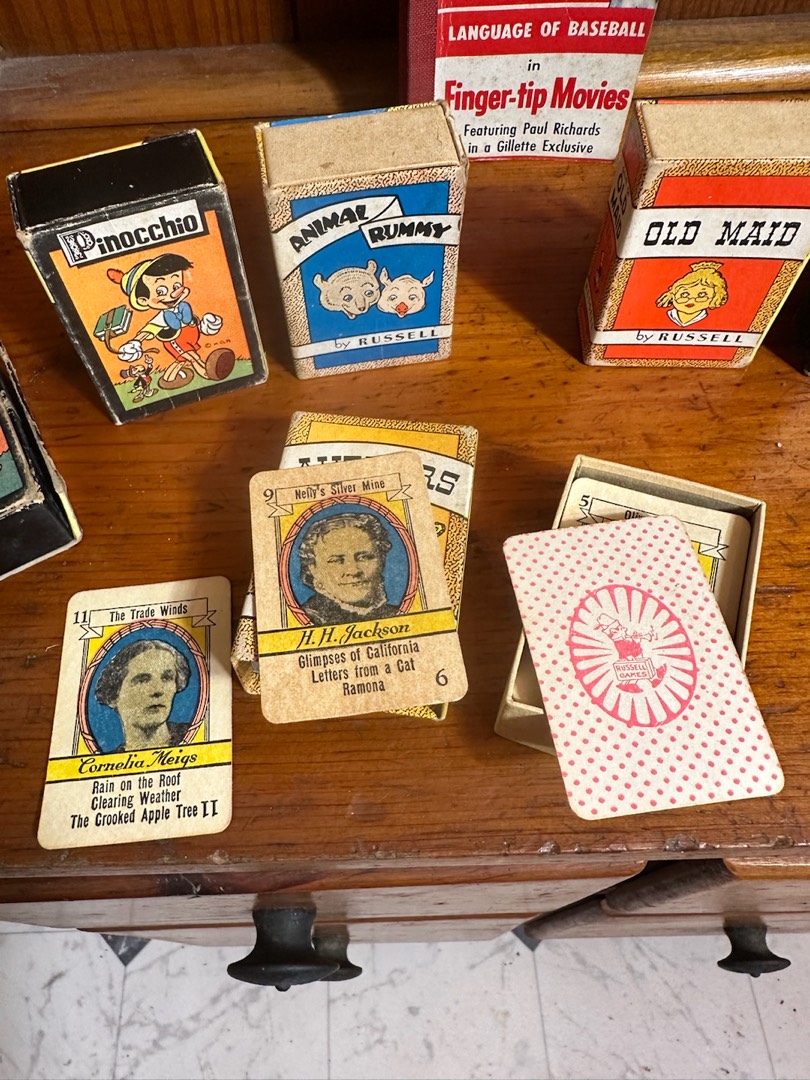 LANGUAGE OF BASEBALL
in
Finger-tip Movies
Featuring Paul Richards
in a Gillette Exclusive
Pinocchio
ANIMAL
RUMMY
by RUSSELL
OLD MAID
by RUSSELL
OLD
9
Nelly's Silver Mine
H. H. Jackson
Glimpses of California
Letters from a Cat
Ramona
9
11
The Trade Winds
Cornelia Meigs
Rain on the Roof
Clearing Weather
The Crooked Apple Tree
11
5
RUSSELL
GAMES